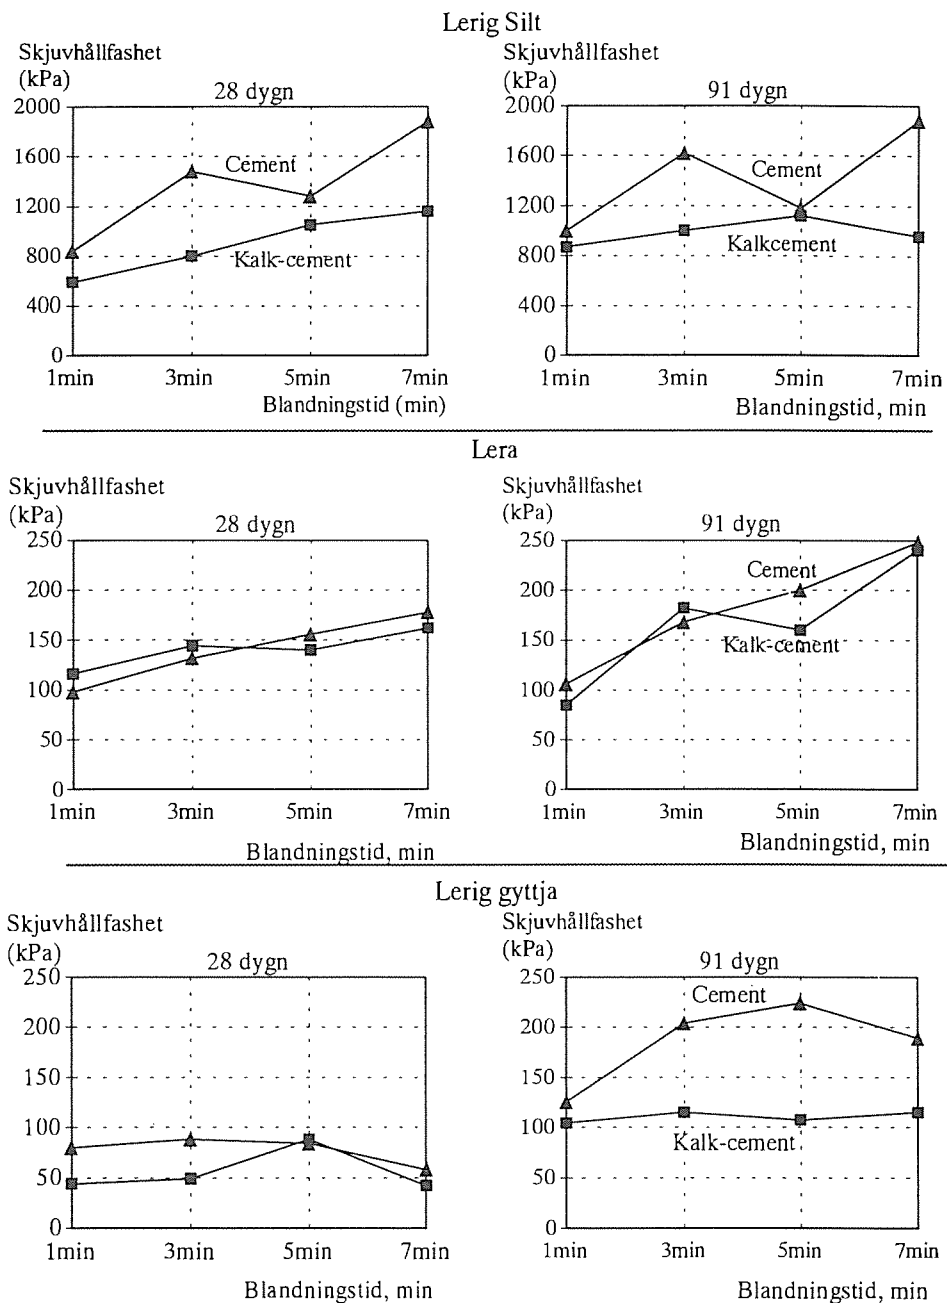 Lerig Silt
Skjuvhållfashet
(kPa)
28 dygn
2000
1600
1200
800
400
0
Cement
Kalk-cement
1min 3min 5min 7min
Blandningstid (min)
Skjuvhållfashet
(kPa)
91 dygn
2000
1600
1200
800
400
0
Cement
Kalkcement
1min 3min 5min 7min
Blandningstid, min
Lera
Skjuvhållfashet
(kPa)
28 dygn
250
200
150
100
50
0
1min 3min 5min 7min
Blandningstid, min
Skjuvhållfashet
(kPa)
91 dygn
250
200
150
100
50
0
Cement
Kalk-cement
1min 3min 5min 7min
Blandningstid, min
Lerig gyttja
Skjuvhållfashet
(kPa)
28 dygn
250
200
150
100
50
0
1min 3min 5min 7min
Blandningstid, min
Skjuvhållfashet
(kPa)
91 dygn
250
200
150
100
50
0
Cement
Kalk-cement
1min 3min 5min 7min
Blandningstid, min